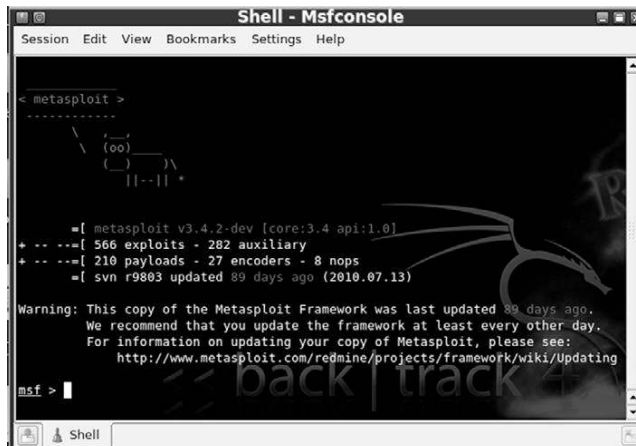 Shell - Msfconsole
Session Edit View Bookmarks Settings Help
< metasploit >
------------
\ ,__,
\ (oo)____
(__) )\
||--|| *
=[ metasploit v3.4.2-dev [core:3.4 api:1.0]
+ -- --=[ 566 exploits - 282 auxiliary
+ -- --=[ 210 payloads - 27 encoders - 8 nops
=[ svn r9803 updated 89 days ago (2010.07.13)
Warning: This copy of the Metasploit Framework was last updated 89 days ago.
We recommend that you update the framework at least every other day.
For information on updating your copy of Metasploit, please see:
http://www.metasploit.com/redmine/projects/framework/wiki/Updating
<< back | track 4
msf >
Shell